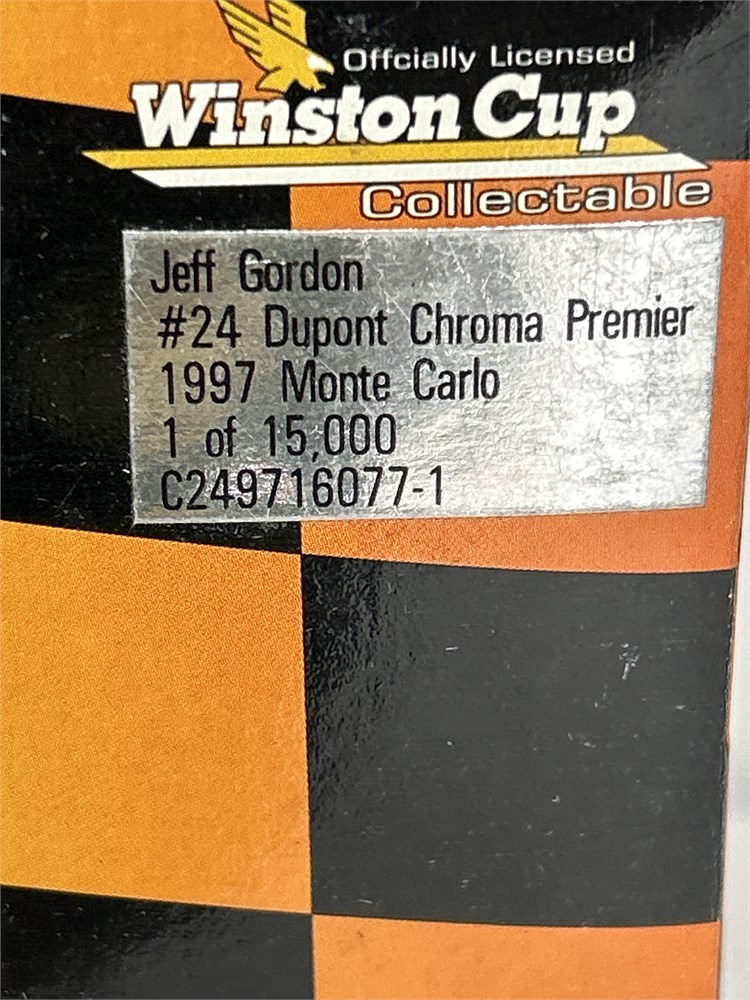 Offcially Licensed
Winston Cup
Collectable
Jeff Gordon
#24 Dupont Chroma Premier
1997 Monte Carlo
1 of 15,000
C249716077-1